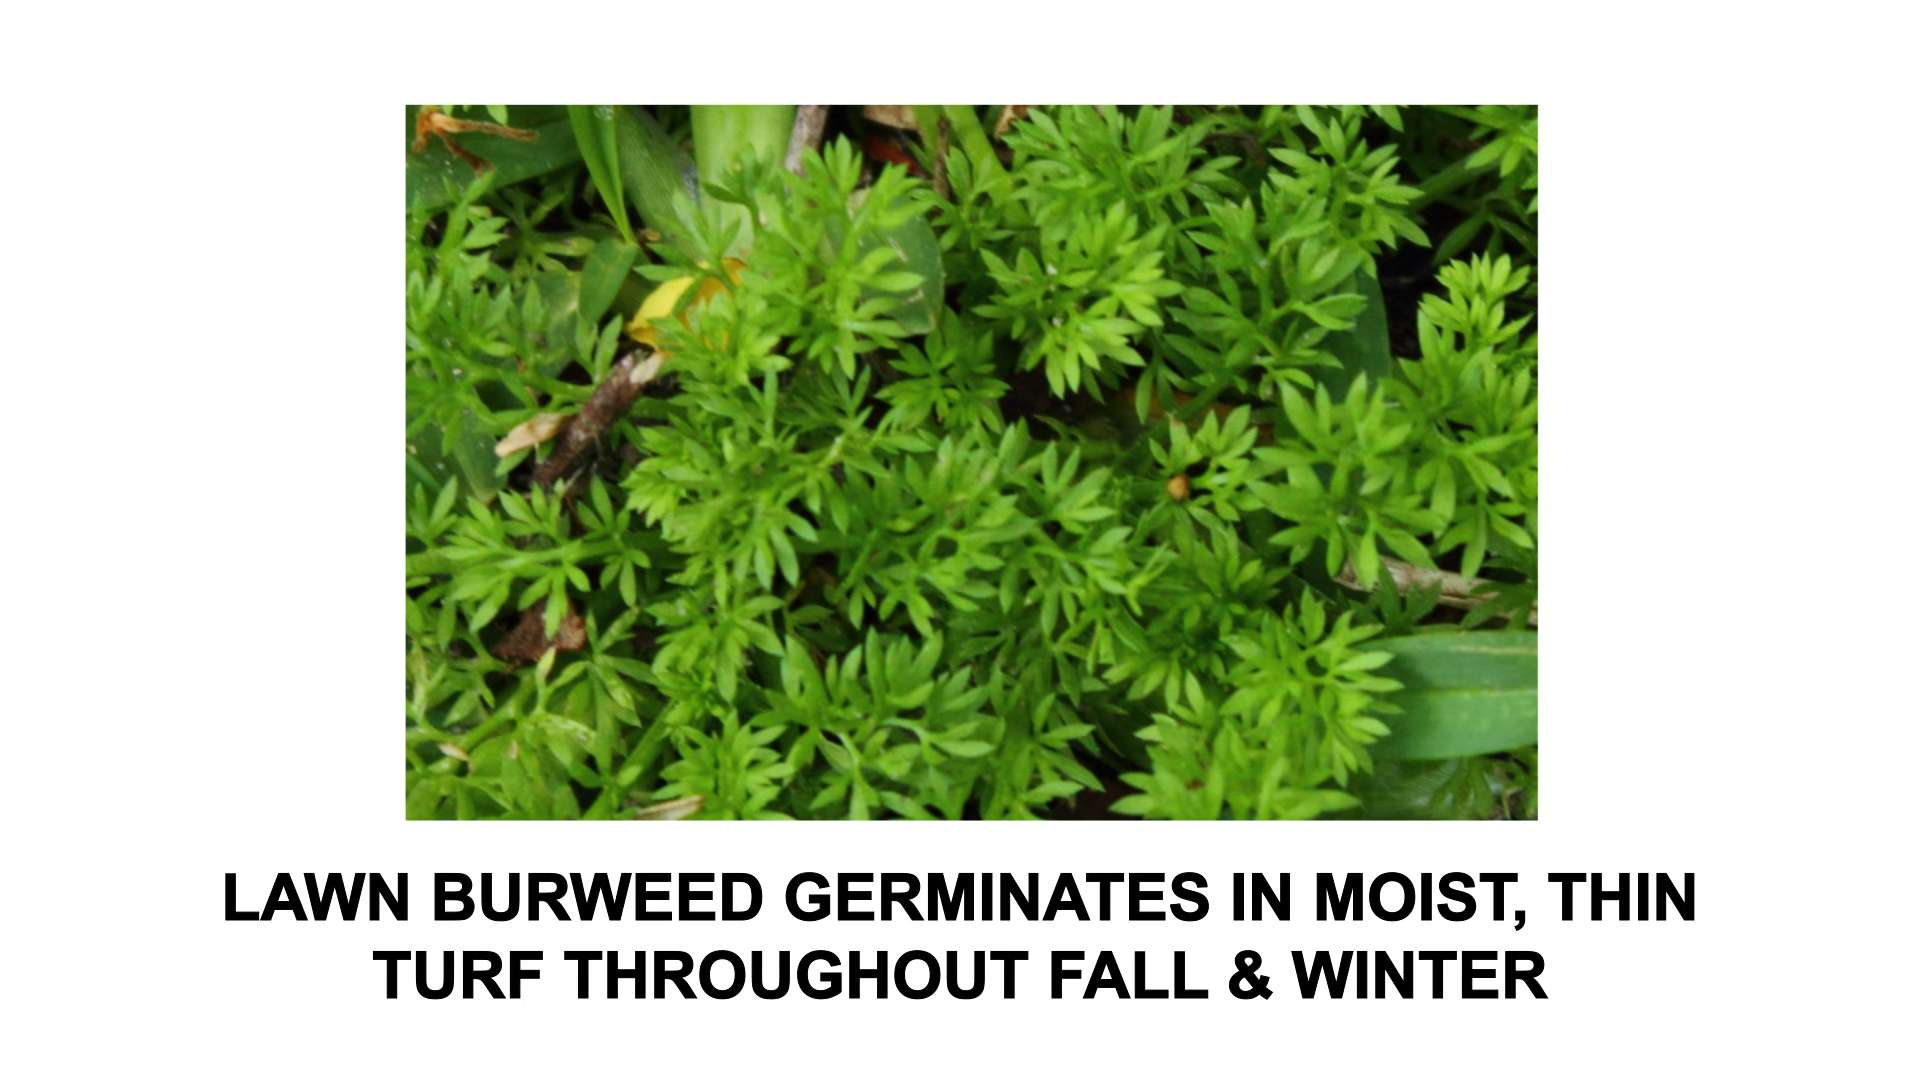 LAWN BURWEED GERMINATES IN MOIST, THIN
TURF THROUGHOUT FALL & WINTER